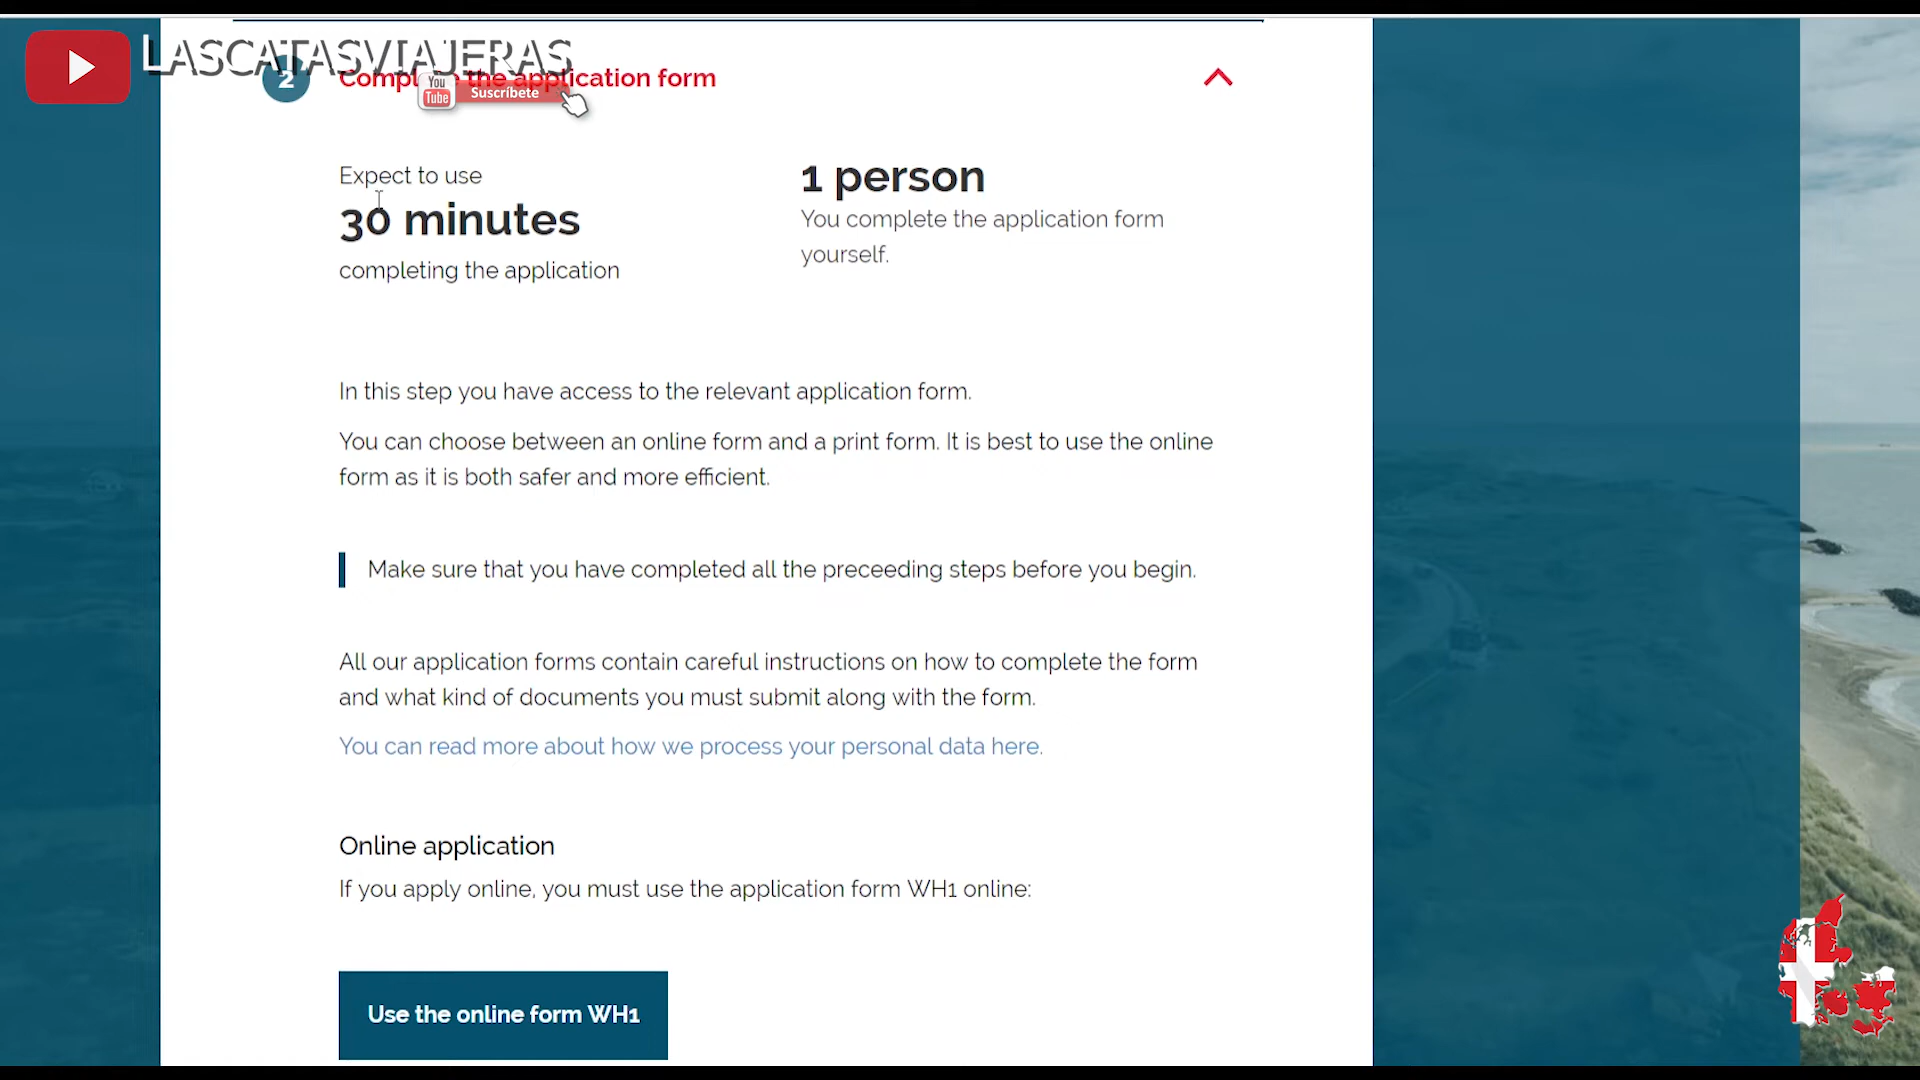 LASCATASVIAJERAS
2 Complete the application form
You Tube Suscríbete
Expect to use
30 minutes
completing the application
1 person
You complete the application form
yourself.
In this step you have access to the relevant application form.
You can choose between an online form and a print form. It is best to use the online
form as it is both safer and more efficient.
Make sure that you have completed all the preceeding steps before you begin.
All our application forms contain careful instructions on how to complete the form
and what kind of documents you must submit along with the form.
You can read more about how we process your personal data here.
Online application
If you apply online, you must use the application form WH1 online:
Use the online form WH1